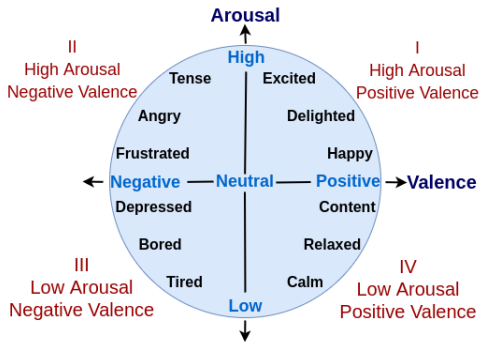 Arousal
II
High Arousal
Negative Valence
I
High Arousal
Positive Valence
High
Tense
Excited
Angry
Delighted
Frustrated
Happy
Negative
Neutral
Positive
Valence
Depressed
Content
Bored
Relaxed
Tired
Calm
Low
III
Low Arousal
Negative Valence
IV
Low Arousal
Positive Valence